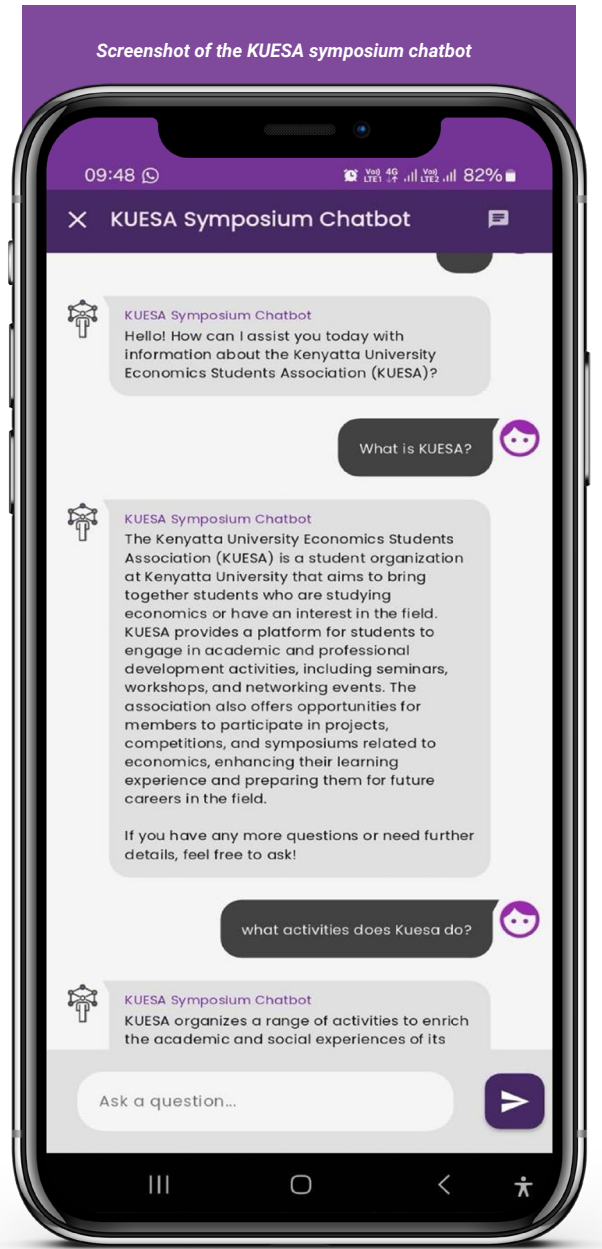 Screenshot of the KUESA symposium chatbot
09:48
Vo)) LTE1 4G Vo)) LTE2 82%
KUESA Symposium Chatbot
KUESA Symposium Chatbot
Hello! How can I assist you today with
information about the Kenyatta University
Economics Students Association (KUESA)?
What is KUESA?
KUESA Symposium Chatbot
The Kenyatta University Economics Students
Association (KUESA) is a student organization
at Kenyatta University that aims to bring
together students who are studying
economics or have an interest in the field.
KUESA provides a platform for students to
engage in academic and professional
development activities, including seminars,
workshops, and networking events. The
association also offers opportunities for
members to participate in projects,
competitions, and symposiums related to
economics, enhancing their learning
experience and preparing them for future
careers in the field.
If you have any more questions or need further
details, feel free to ask!
what activities does Kuesa do?
KUESA Symposium Chatbot
KUESA organizes a range of activities to enrich
the academic and social experiences of its
Ask a question...